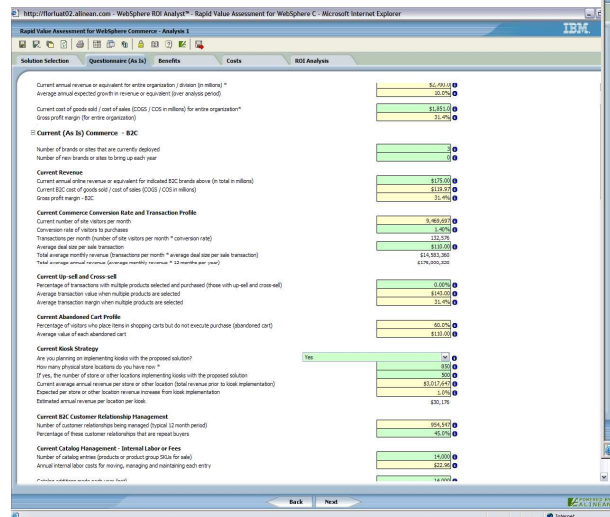 http://florluat02.alinean.com - WebSphere ROI Analyst™ - Rapid Value Assessment for WebSphere C - Microsoft Internet Explorer
Rapid Value Assessment for WebSphere Commerce - Analysis 1
IBM.
Solution Selection Questionnaire (As Is) Benefits Costs ROI Analysis
Current annual revenue or equivalent for entire organization / division (in millions) *
Average annual expected growth in revenue or equivalent (over analysis period) 10.0%
Current cost of goods sold / cost of sales (COGS / COS in millions) for entire organization* $1,851.0
Gross profit margin (for entire organization) 31.4%
Current (As Is) Commerce - B2C
Number of brands or sites that are currently deployed 3
Number of new brands or sites to bring up each year 0
Current Revenue
Current annual online revenue or equivalent for indicated B2C brands above (in total in millions) $175.00
Current B2C cost of goods sold / cost of sales (COGS / COS in millions) $119.97
Gross profit margin - B2C 31.4%
Current Commerce Conversion Rate and Transaction Profile
Current number of site visitors per month 9,469,697
Conversion rate of visitors to purchases 1.40%
Transactions per month (number of site visitors per month * conversion rate) 132,576
Average deal size per sale transaction $110.00
Total average monthly revenue (transactions per month * average deal size per sale transaction) $14,583,360
Total average annual revenue (average monthly revenue * 12 months per year) $175,000,320
Current Up-sell and Cross-sell
Percentage of transactions with multiple products selected and purchased (those with up-sell and cross-sell) 0.00%
Average transaction value when multiple products are selected $143.00
Average transaction margin when multiple products are selected 31.4%
Current Abandoned Cart Profile
Percentage of visitors who place items in shopping carts but do not execute purchase (abandoned cart) 60.0%
Average value of each abandoned cart $110.00
Current Kiosk Strategy
Are you planning on implementing kiosks with the proposed solution? Yes
How many physical store locations do you have now * 850
If yes, the number of store or other locations implementing kiosks with the proposed solution 500
Current average annual revenue per store or other location (total revenue prior to kiosk implementation) $3,017,647
Expected per store or other location revenue increase from kiosk implementation 1.0%
Estimated annual revenue per location per kiosk $30,176
Current B2C Customer Relationship Management
Number of customer relationships being managed (typical 12 month period) 954,547
Percentage of these customer relationships that are repeat buyers 45.0%
Current Catalog Management - Internal Labor or Fees
Number of catalog entries (products or product group SKUs for sale) 14,000
Annual internal labor costs for moving, managing and maintaining each entry $22.96
Back Next
POWERED BY
ALINEAN
Internet